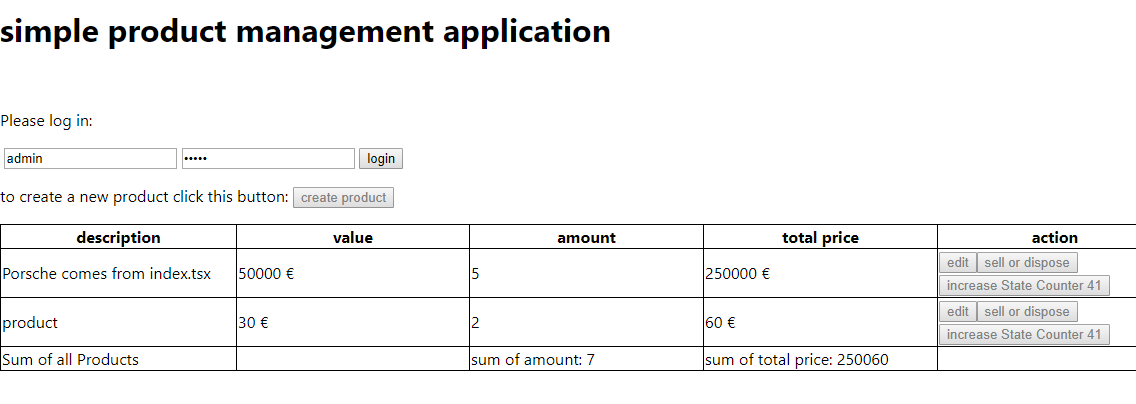 simple product management application
Please log in:
admin ••••• login
to create a new product click this button: create product
description value amount total price action
Porsche comes from index.tsx 50000 € 5 250000 € edit sell or dispose
increase State Counter 41
product 30 € 2 60 € edit sell or dispose
increase State Counter 41
Sum of all Products sum of amount: 7 sum of total price: 250060